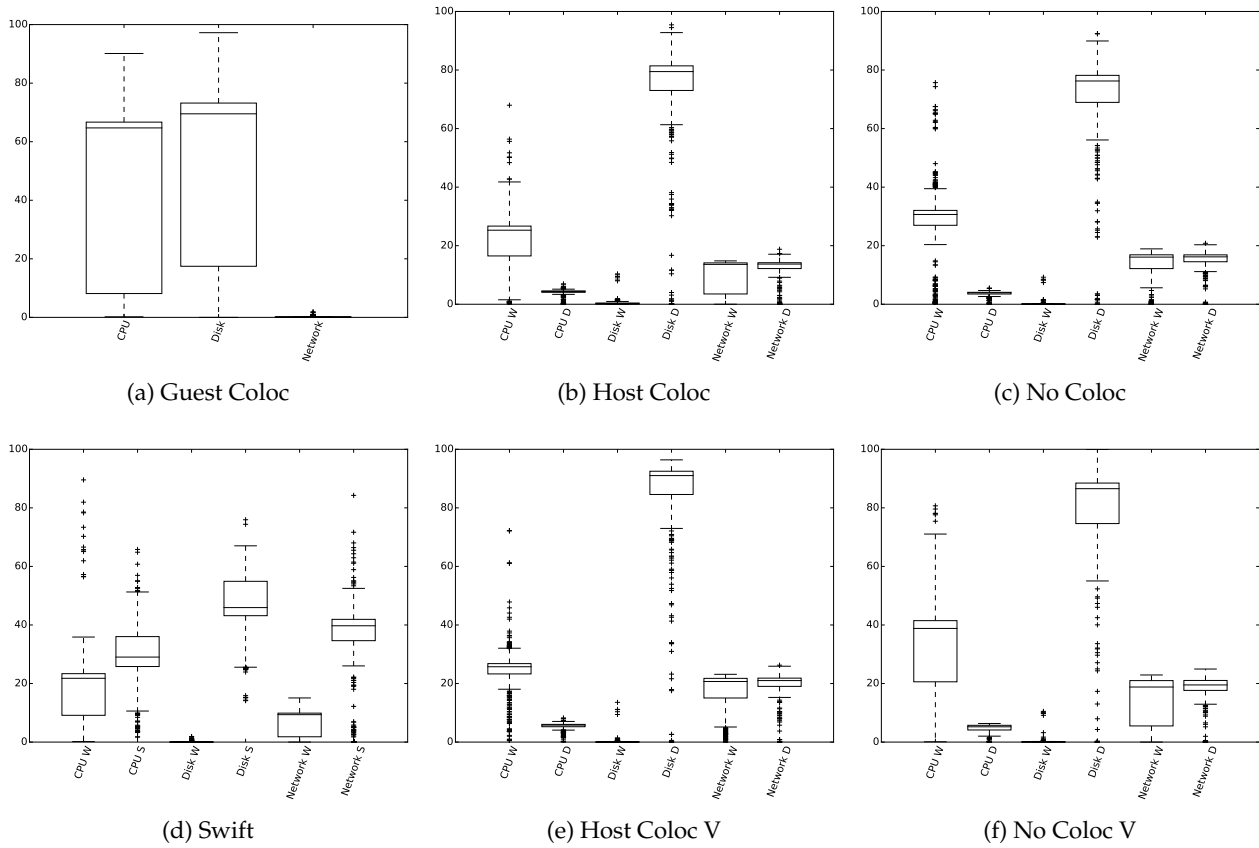 100
80
60
40
20
0
CPU
Disk
Network
(a) Guest Coloc
100
80
60
40
20
0
CPU W
CPU D
Disk W
Disk D
Network W
Network D
(b) Host Coloc
100
80
60
40
20
0
CPU W
CPU D
Disk W
Disk D
Network W
Network D
(c) No Coloc
100
80
60
40
20
0
CPU W
CPU S
Disk W
Disk S
Network W
Network S
(d) Swift
100
80
60
40
20
0
CPU W
CPU D
Disk W
Disk D
Network W
Network D
(e) Host Coloc V
100
80
60
40
20
0
CPU W
CPU D
Disk W
Disk D
Network W
Network D
(f) No Coloc V